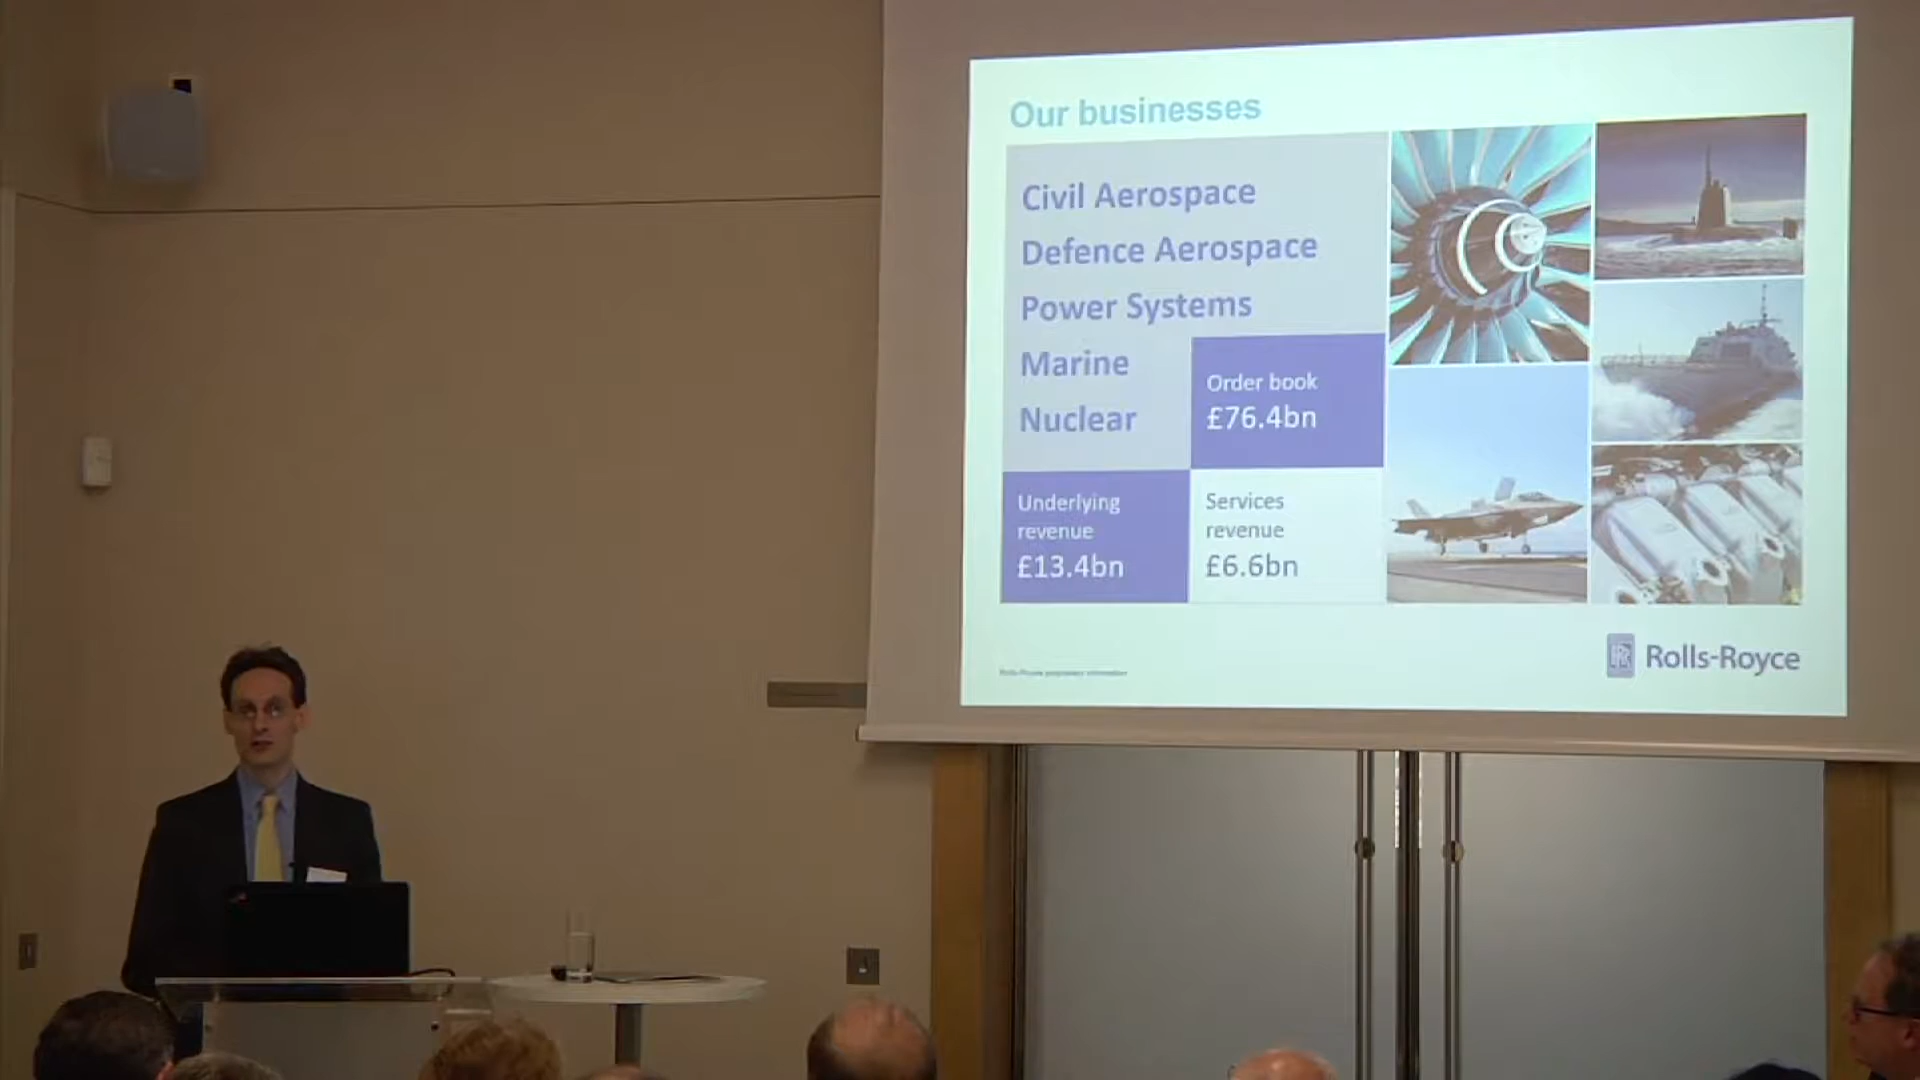 Our businesses
Civil Aerospace
Defence Aerospace
Power Systems
Marine
Nuclear
Order book
£76.4bn
Underlying
revenue
£13.4bn
Services
revenue
£6.6bn
Rolls-Royce